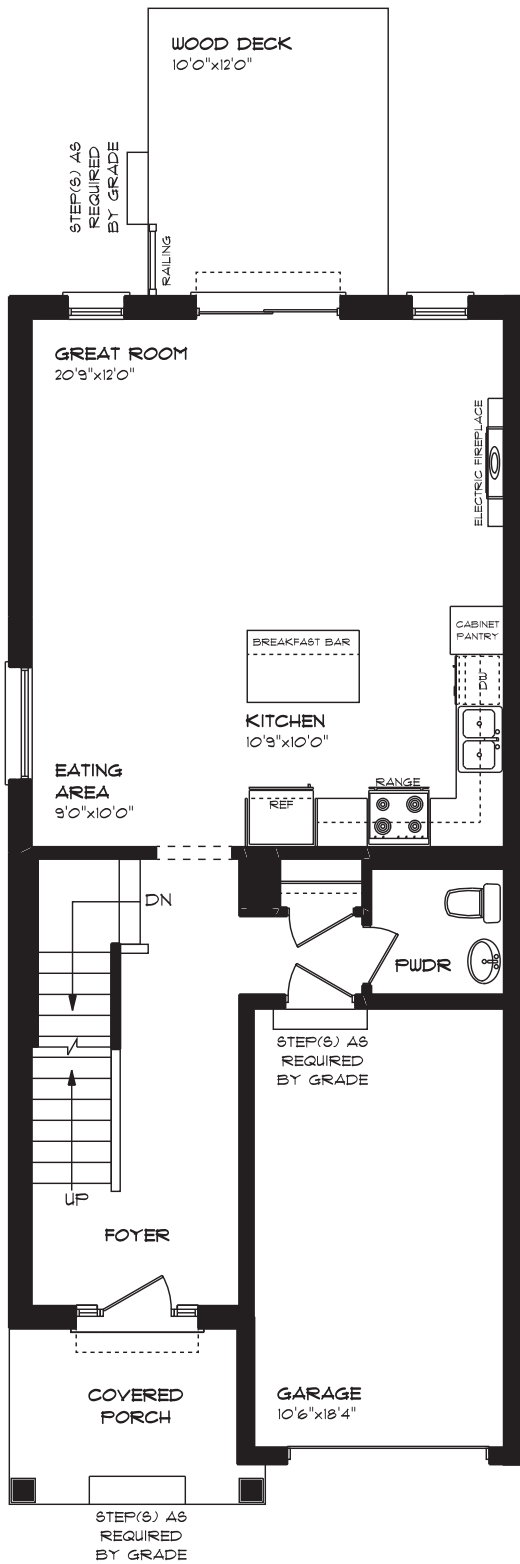 WOOD DECK
10'0"x12'0"
STEP(S) AS
REQUIRED
BY GRADE
RAILING
GREAT ROOM
20'9"x12'0"
ELECTRIC FIREPLACE
CABINET
PANTRY
BREAKFAST BAR
DW
KITCHEN
10'9"x10'0"
EATING
AREA
9'0"x10'0"
RANGE
REF
DN
PWDR
STEP(S) AS
REQUIRED
BY GRADE
UP
FOYER
COVERED
PORCH
GARAGE
10'6"x18'4"
STEP(S) AS
REQUIRED
BY GRADE